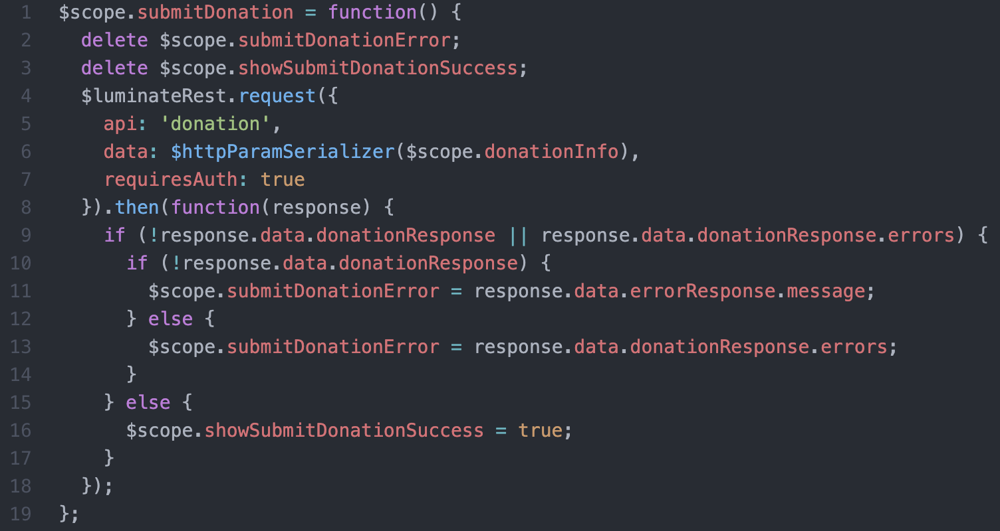 1 $scope.submitDonation = function() {
2   delete $scope.submitDonationError;
3   delete $scope.showSubmitDonationSuccess;
4   $luminateRest.request({
5     api: 'donation',
6     data: $httpParamSerializer($scope.donationInfo),
7     requiresAuth: true
8   }).then(function(response) {
9     if (!response.data.donationResponse || response.data.donationResponse.errors) {
10       if (!response.data.donationResponse) {
11         $scope.submitDonationError = response.data.errorResponse.message;
12       } else {
13         $scope.submitDonationError = response.data.donationResponse.errors;
14       }
15     } else {
16       $scope.showSubmitDonationSuccess = true;
17     }
18   });
19 };